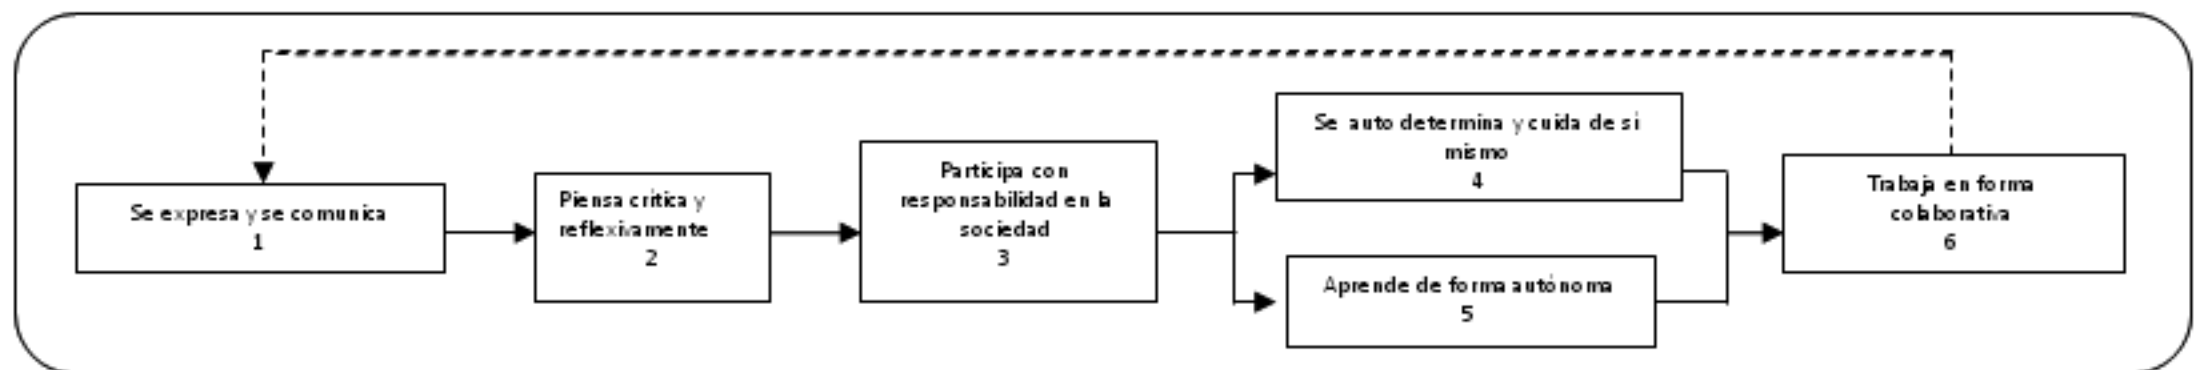 Se expresa y se comunica
1
Piensa crítica y
reflexivamente
2
Participa con
responsabilidad en la
sociedad
3
Se auto determina y cuida de sí
mismo
4
Aprende de forma autónoma
5
Trabaja en forma
colaborativa
6